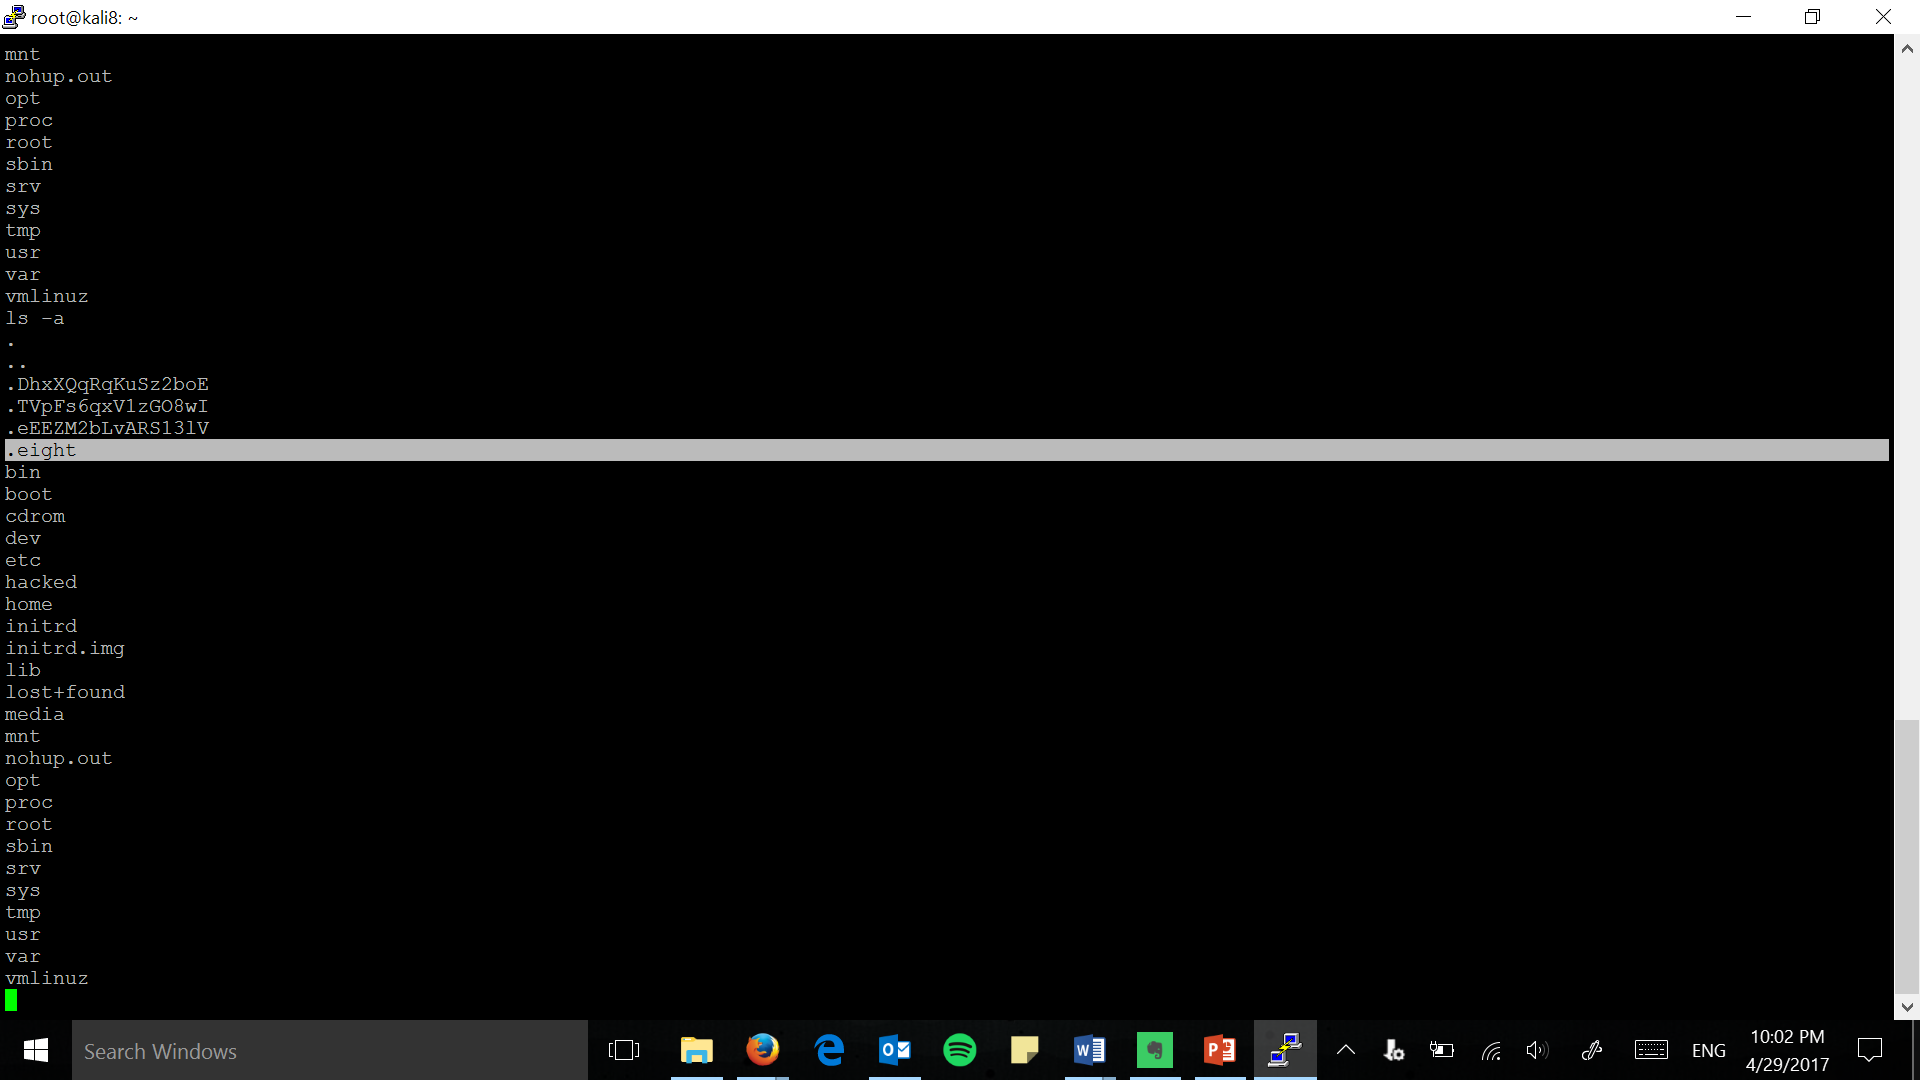 root@kali8: ~
mnt
nohup.out
opt
proc
root
sbin
srv
sys
tmp
usr
var
vmlinuz
ls -a
.
..
.DhxXQqRqKuSz2boE
.TVpFs6qxV1zGO8wI
.eEEZM2bLvARS13lV
.eight
bin
boot
cdrom
dev
etc
hacked
home
initrd
initrd.img
lib
lost+found
media
mnt
nohup.out
opt
proc
root
sbin
srv
sys
tmp
usr
var
vmlinuz
Search Windows
ENG
10:02 PM
4/29/2017